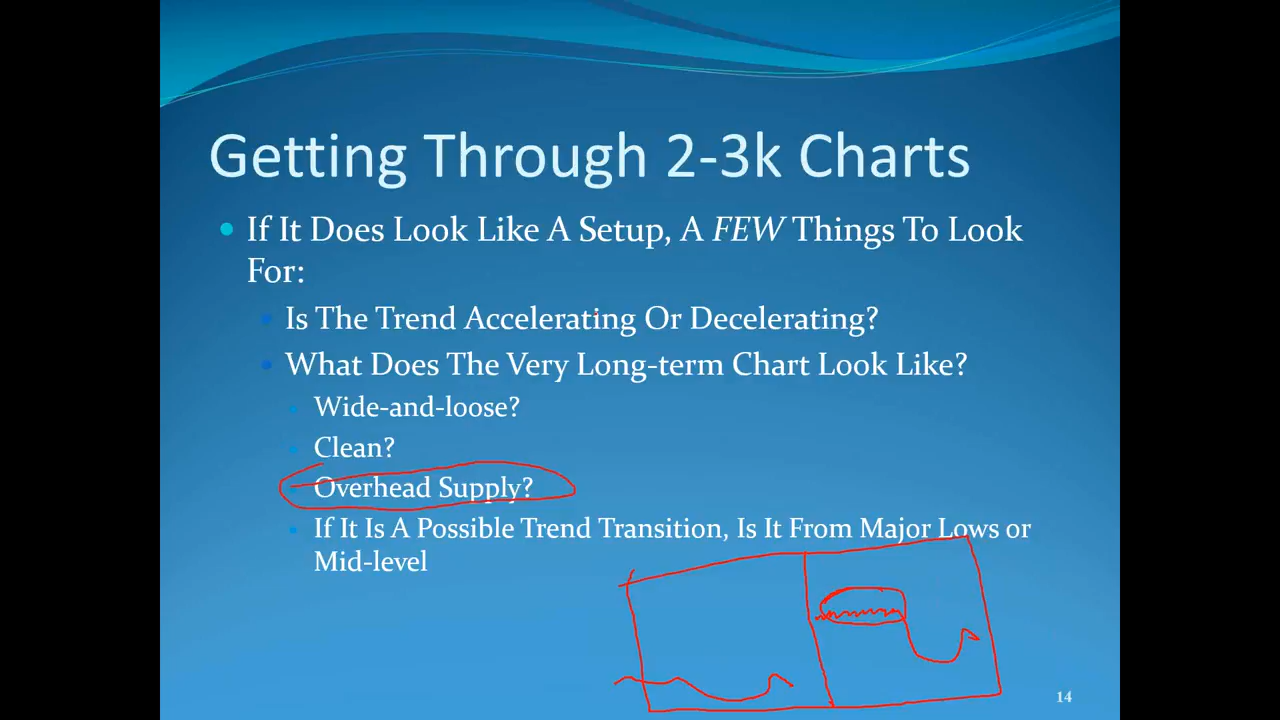 Getting Through 2-3k Charts
If It Does Look Like A Setup, A FEW Things To Look
For:
Is The Trend Accelerating Or Decelerating?
What Does The Very Long-term Chart Look Like?
Wide-and-loose?
Clean?
Overhead Supply?
If It Is A Possible Trend Transition, Is It From Major Lows or
Mid-level
14